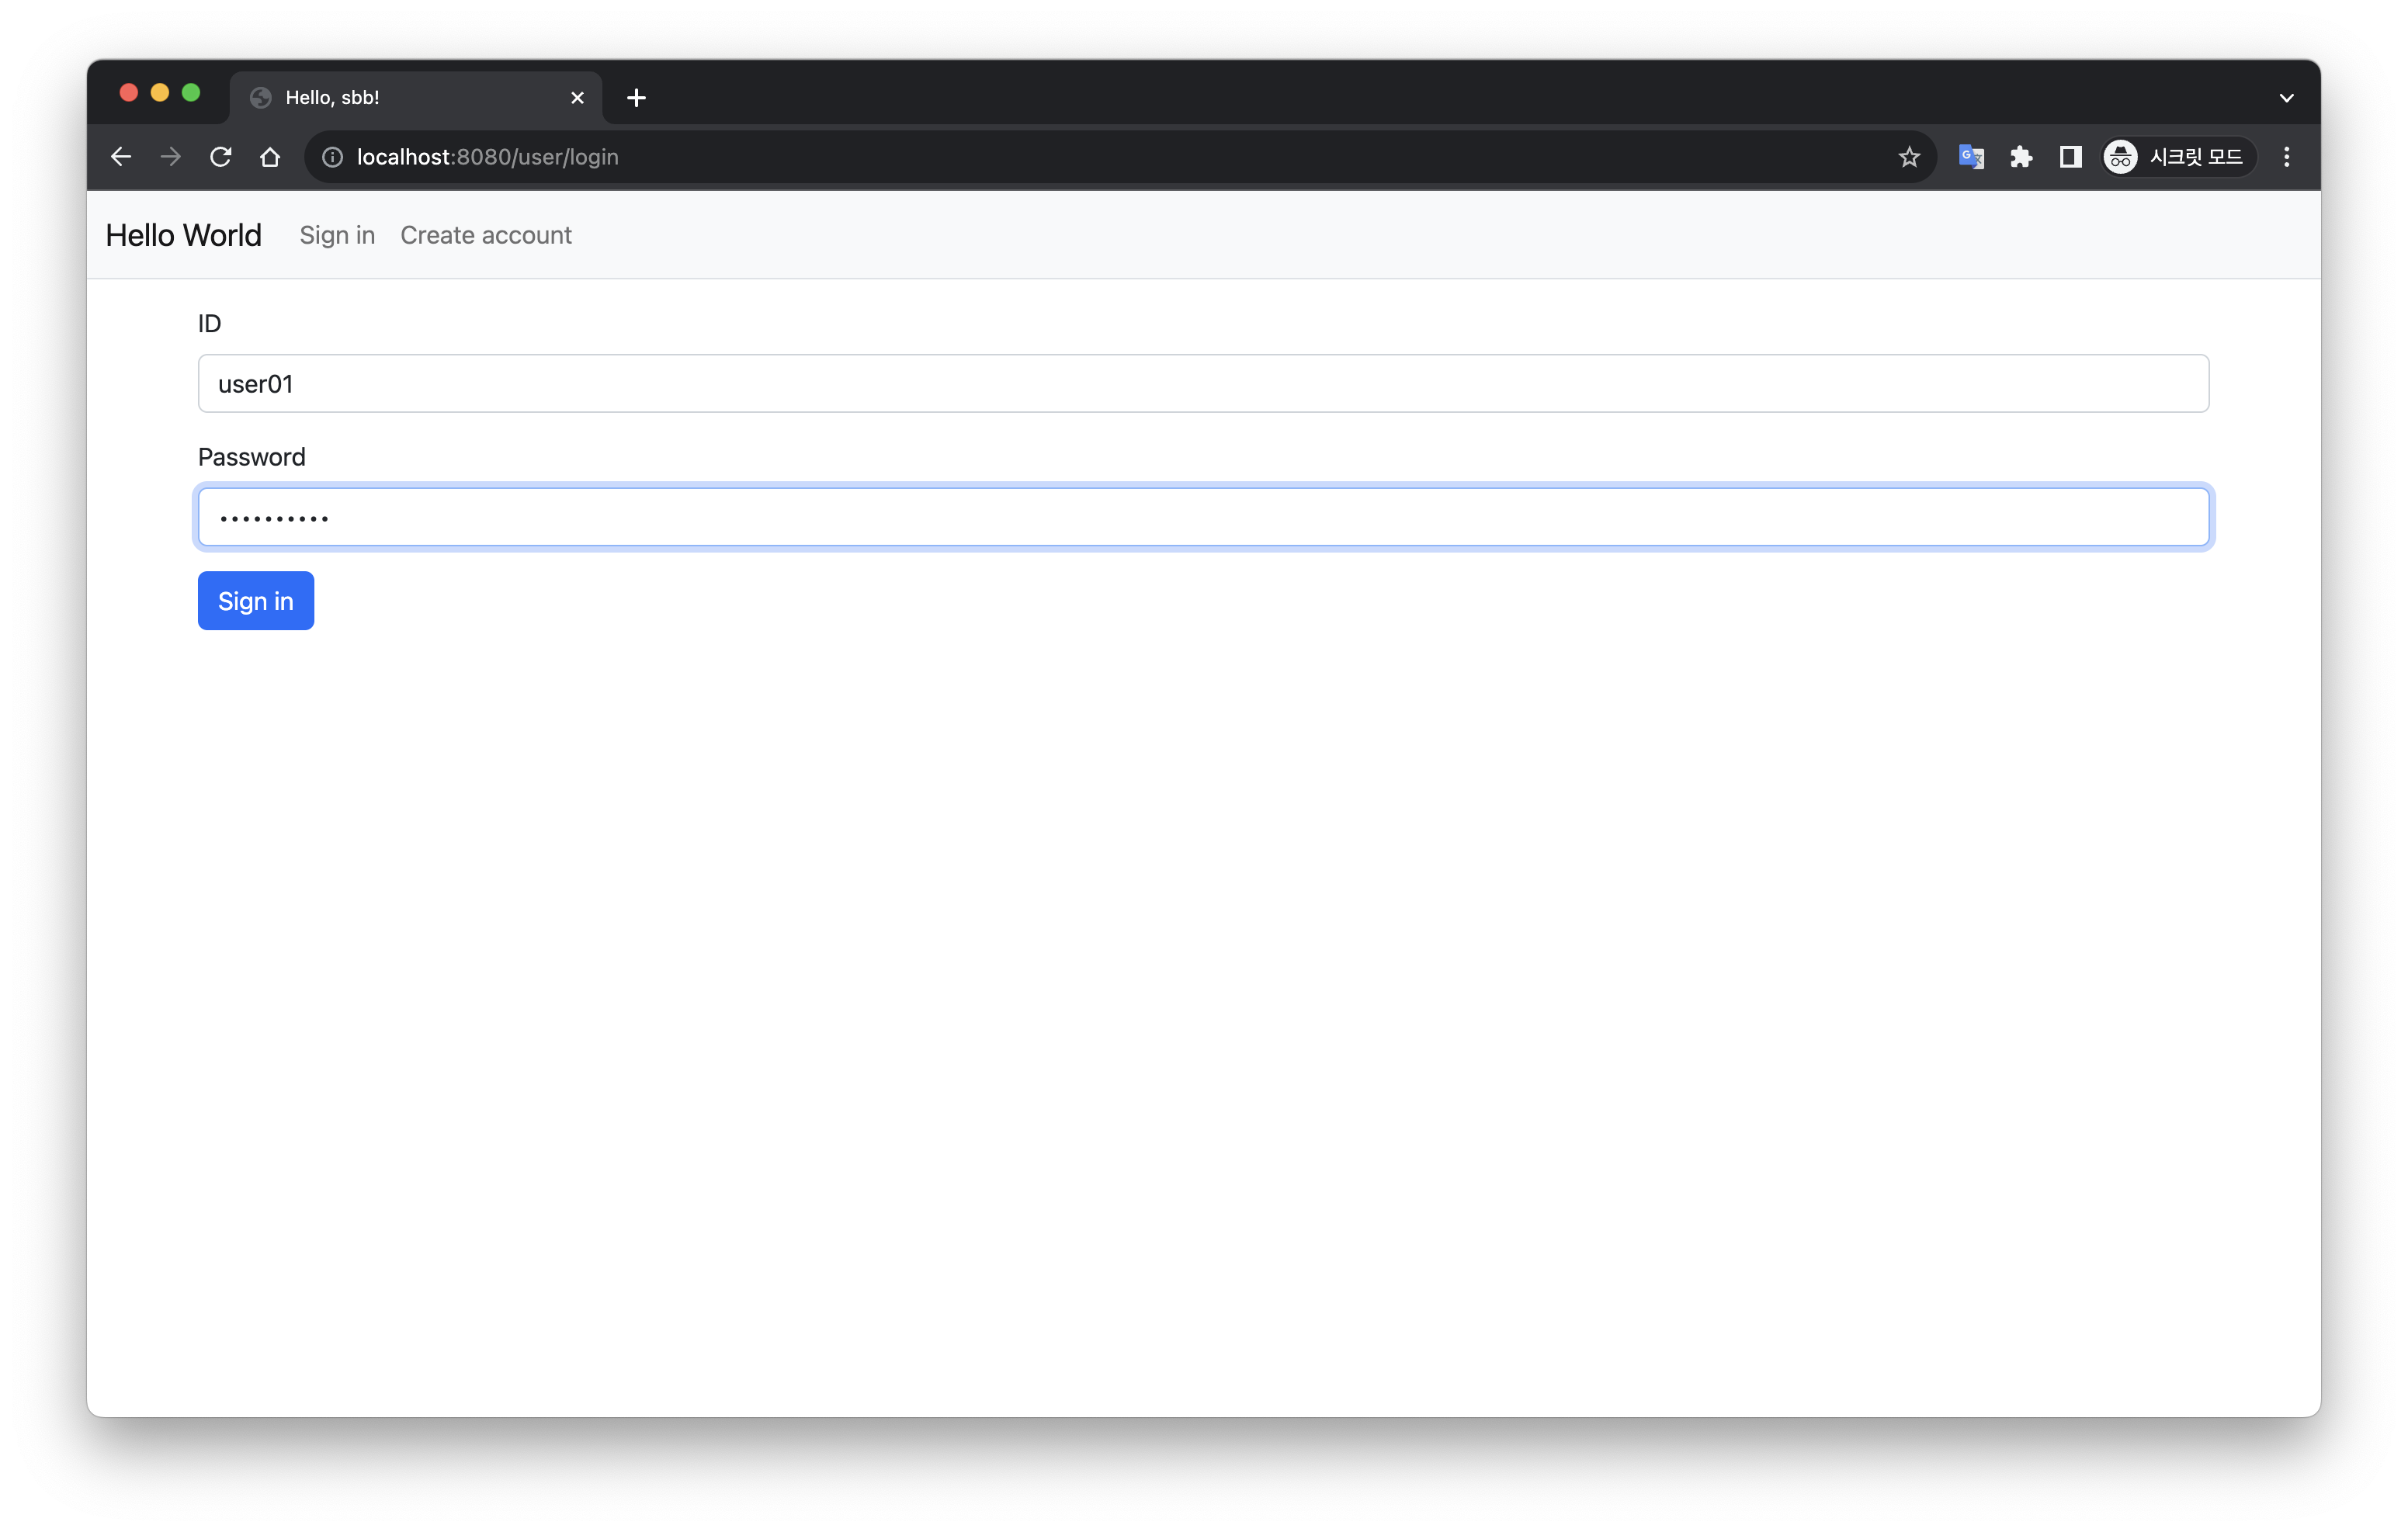 Hello, sbb!
localhost:8080/user/login
시크릿 모드
Hello World Sign in Create account
ID
user01
Password
••••••••••
Sign in